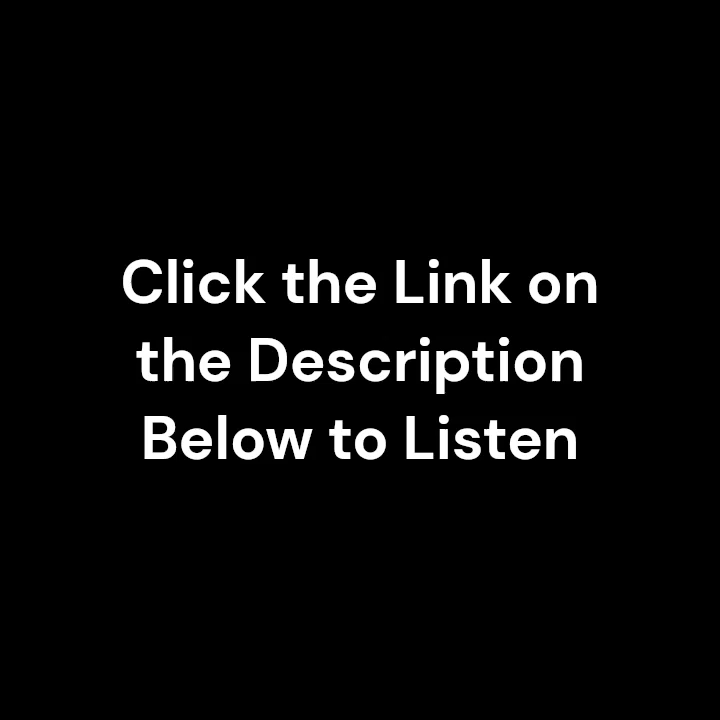 Click the Link on
the Description
Below to Listen